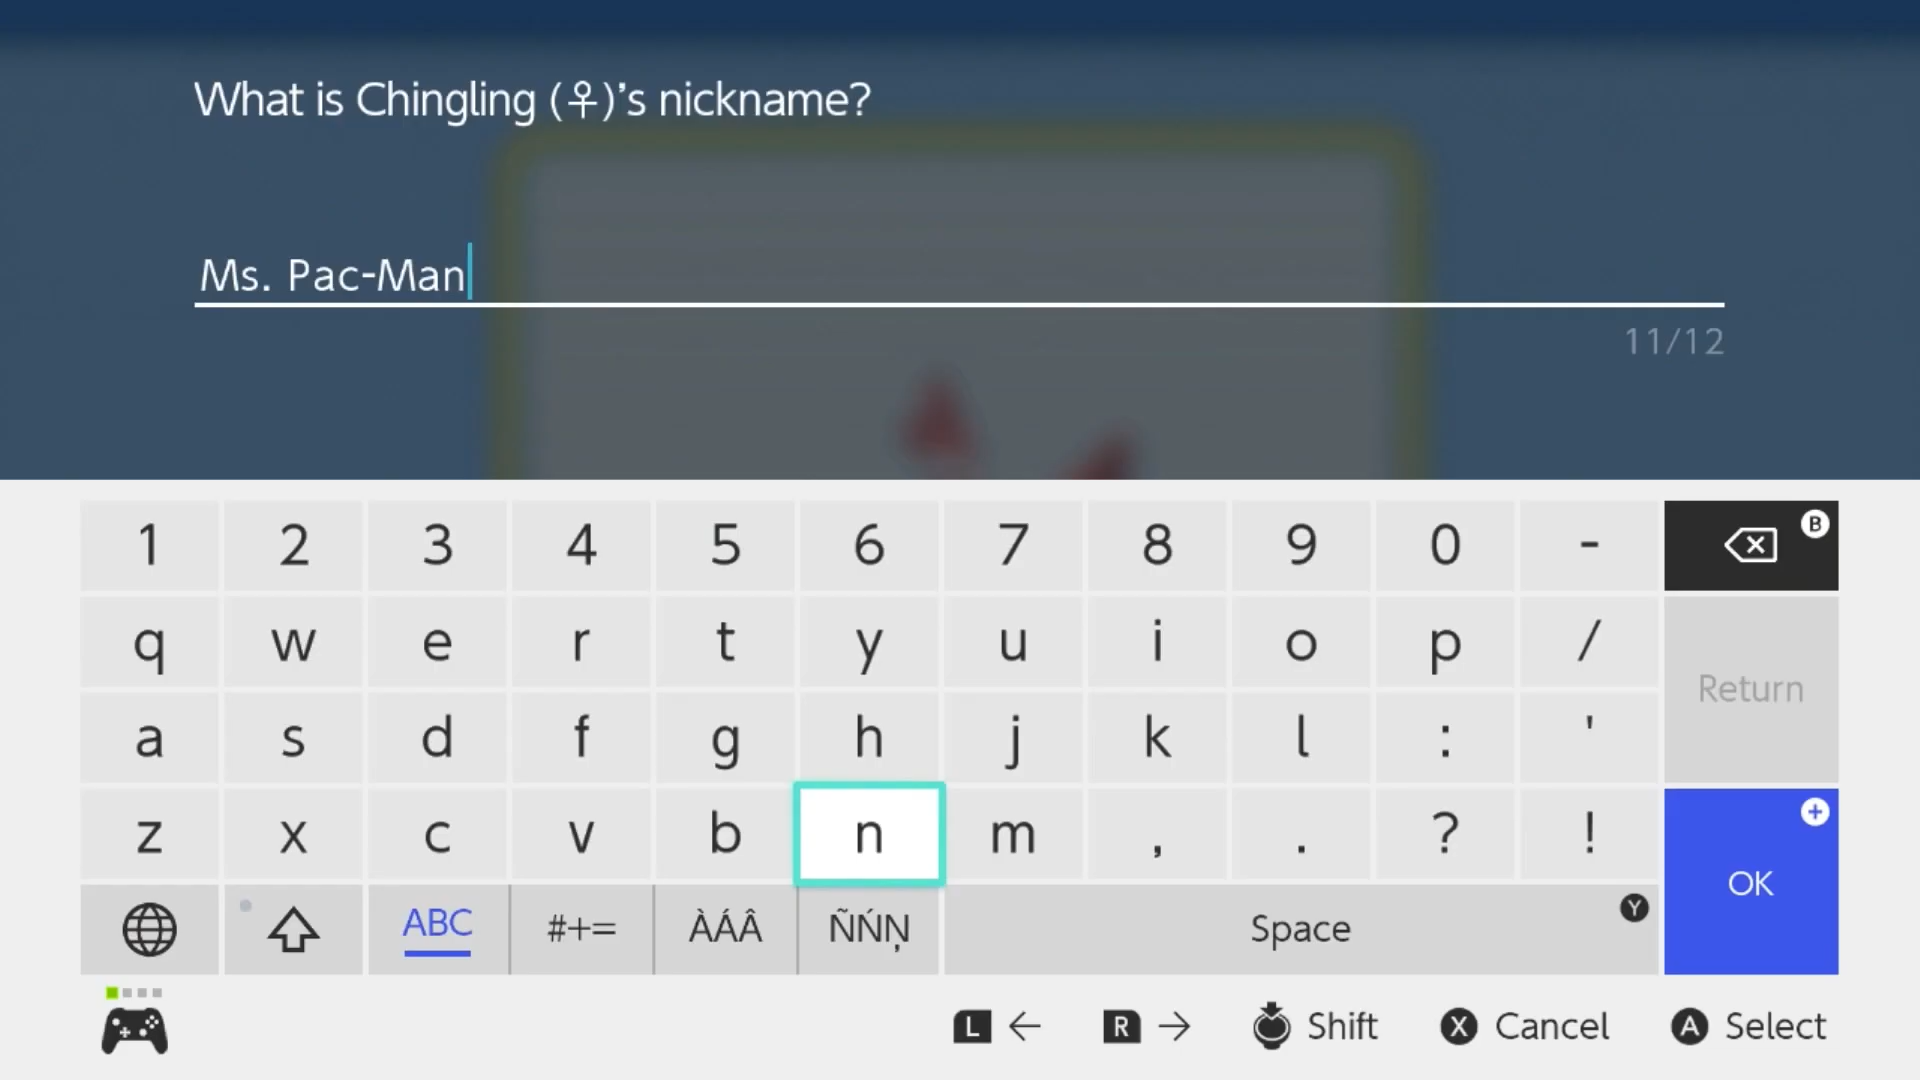 What is Chingling (♀)'s nickname?
Ms. Pac-Man
11/12
1 2 3 4 5 6 7 8 9 0 - B
q w e r t y u i o p / Return
a s d f g h j k l : '
z x c v b n m , . ? ! + OK
ABC #+= ÀÁÂ ÑŃŅ Space Y
L ← R → Shift X Cancel A Select